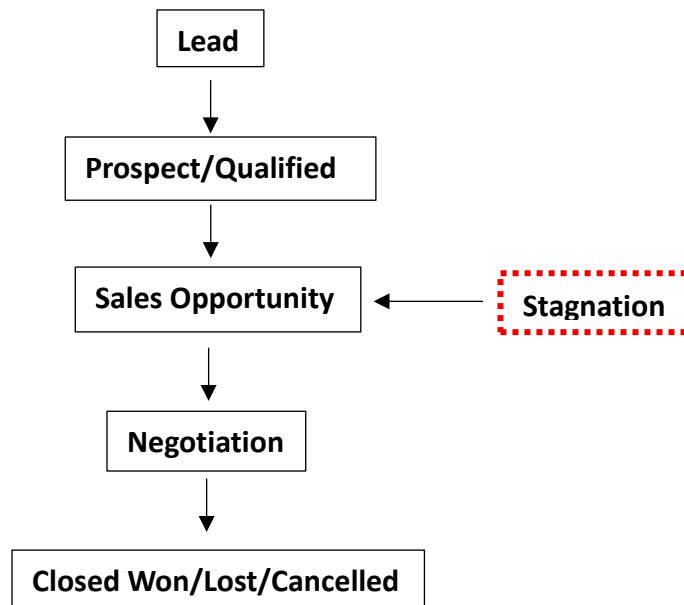 Lead
Prospect/Qualified
Sales Opportunity
Stagnation
Negotiation
Closed Won/Lost/Cancelled